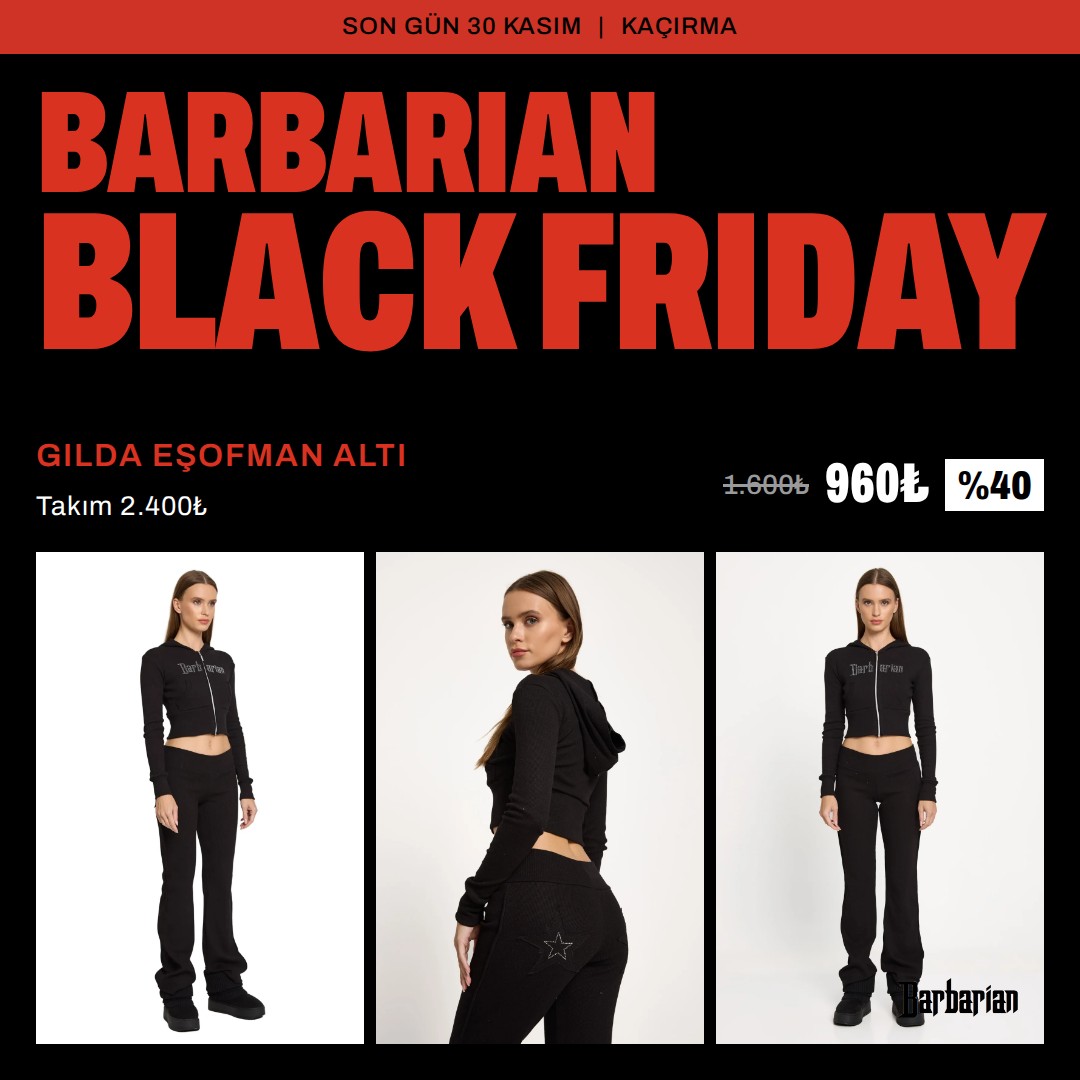 SON GÜN 30 KASIM | KAÇIRMA
BARBARIAN
BLACK FRIDAY
GILDA EŞOFMAN ALTI
Takım 2.400₺
1.600₺ 960₺ %40
Barbarian
Barbarian
Barbarian